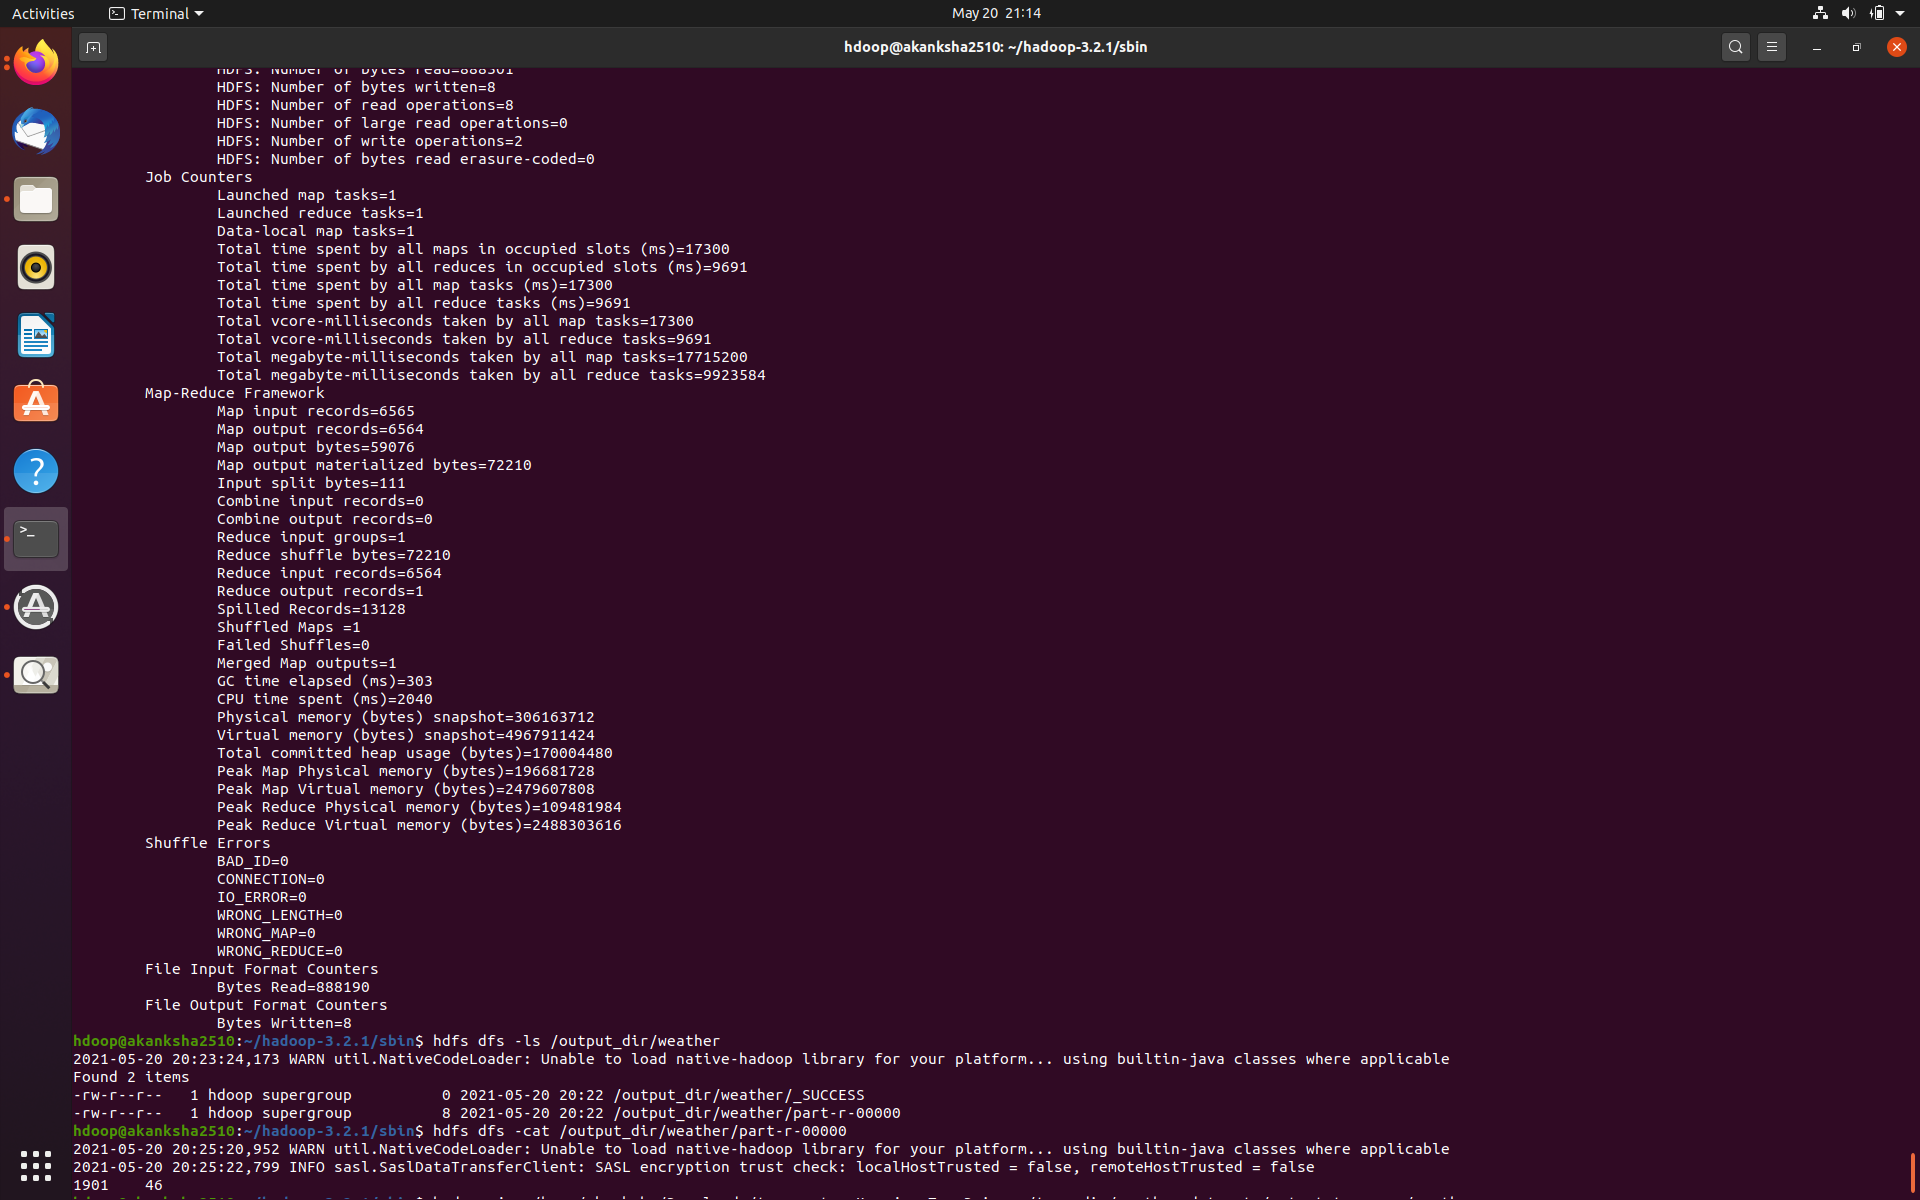 Activities Terminal May 20 21:14
hdoop@akanksha2510: ~/hadoop-3.2.1/sbin
HDFS: Number of bytes read=888301
HDFS: Number of bytes written=8
HDFS: Number of read operations=8
HDFS: Number of large read operations=0
HDFS: Number of write operations=2
HDFS: Number of bytes read erasure-coded=0
Job Counters
Launched map tasks=1
Launched reduce tasks=1
Data-local map tasks=1
Total time spent by all maps in occupied slots (ms)=17300
Total time spent by all reduces in occupied slots (ms)=9691
Total time spent by all map tasks (ms)=17300
Total time spent by all reduce tasks (ms)=9691
Total vcore-milliseconds taken by all map tasks=17300
Total vcore-milliseconds taken by all reduce tasks=9691
Total megabyte-milliseconds taken by all map tasks=17715200
Total megabyte-milliseconds taken by all reduce tasks=9923584
Map-Reduce Framework
Map input records=6565
Map output records=6564
Map output bytes=59076
Map output materialized bytes=72210
Input split bytes=111
Combine input records=0
Combine output records=0
Reduce input groups=1
Reduce shuffle bytes=72210
Reduce input records=6564
Reduce output records=1
Spilled Records=13128
Shuffled Maps =1
Failed Shuffles=0
Merged Map outputs=1
GC time elapsed (ms)=303
CPU time spent (ms)=2040
Physical memory (bytes) snapshot=306163712
Virtual memory (bytes) snapshot=4967911424
Total committed heap usage (bytes)=170004480
Peak Map Physical memory (bytes)=196681728
Peak Map Virtual memory (bytes)=2479607808
Peak Reduce Physical memory (bytes)=109481984
Peak Reduce Virtual memory (bytes)=2488303616
Shuffle Errors
BAD_ID=0
CONNECTION=0
IO_ERROR=0
WRONG_LENGTH=0
WRONG_MAP=0
WRONG_REDUCE=0
File Input Format Counters
Bytes Read=888190
File Output Format Counters
Bytes Written=8
hdoop@akanksha2510:~/hadoop-3.2.1/sbin$ hdfs dfs -ls /output_dir/weather
2021-05-20 20:23:24,173 WARN util.NativeCodeLoader: Unable to load native-hadoop library for your platform... using builtin-java classes where applicable
Found 2 items
-rw-r--r--   1 hdoop supergroup          0 2021-05-20 20:22 /output_dir/weather/_SUCCESS
-rw-r--r--   1 hdoop supergroup          8 2021-05-20 20:22 /output_dir/weather/part-r-00000
hdoop@akanksha2510:~/hadoop-3.2.1/sbin$ hdfs dfs -cat /output_dir/weather/part-r-00000
2021-05-20 20:25:20,952 WARN util.NativeCodeLoader: Unable to load native-hadoop library for your platform... using builtin-java classes where applicable
2021-05-20 20:25:22,799 INFO sasl.SaslDataTransferClient: SASL encryption trust check: localHostTrusted = false, remoteHostTrusted = false
1901    46